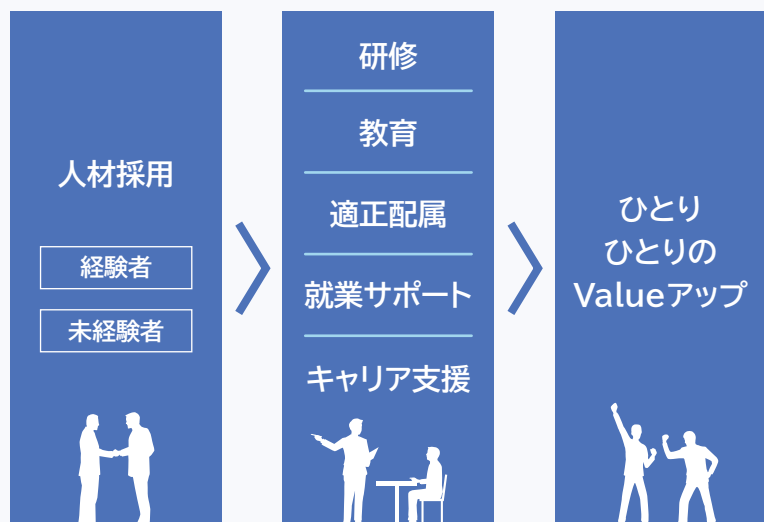 人材採用
経験者
未経験者
研修
教育
適正配属
就業サポート
キャリア支援
ひとり
ひとりの
Valueアップ